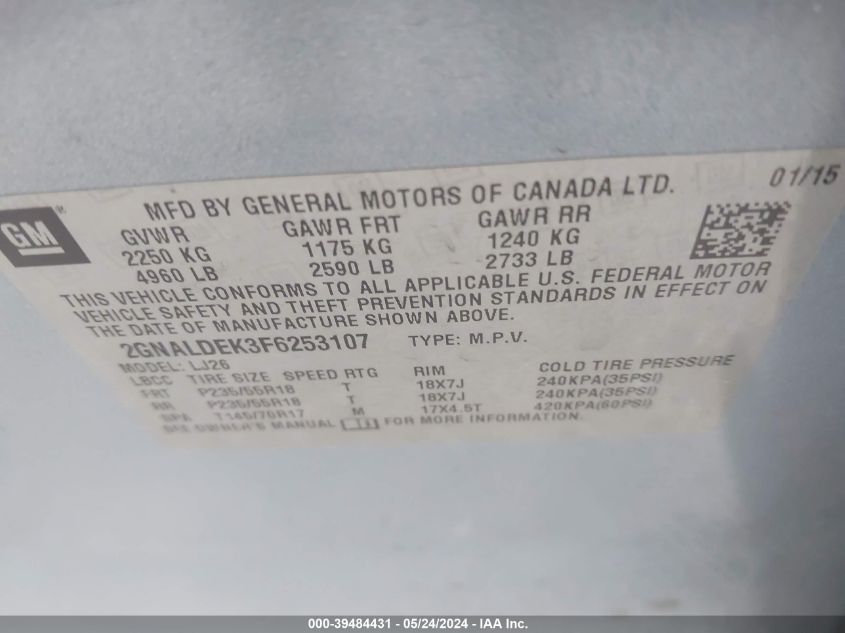 GM®
MFD BY GENERAL MOTORS OF CANADA LTD. 01/15
GVWR GAWR FRT GAWR RR
2250 KG 1175 KG 1240 KG
4960 LB 2590 LB 2733 LB
THIS VEHICLE CONFORMS TO ALL APPLICABLE U.S. FEDERAL MOTOR
VEHICLE SAFETY AND THEFT PREVENTION STANDARDS IN EFFECT ON
THE DATE OF MANUFACTURE SHOWN ABOVE.
2GNALDEK3F6253107 TYPE: M.P.V.
MODEL: LJ26
LBCC TIRE SIZE SPEED RTG RIM COLD TIRE PRESSURE
FRT P235/55R18 T 18X7J 240KPA(35PSI)
RR P235/55R18 T 18X7J 240KPA(35PSI)
SPA T145/70R17 M 17X4.5T 420KPA(60PSI)
SEE OWNER'S MANUAL FOR MORE INFORMATION.
000-39484431 - 05/24/2024 - IAA Inc.